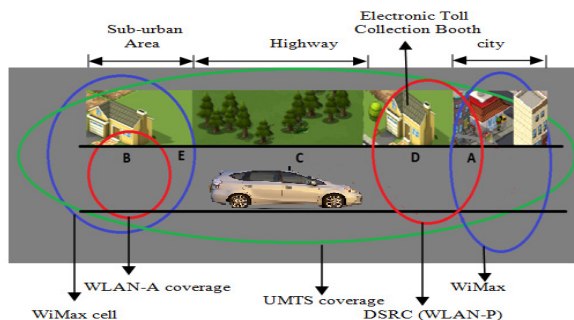 Sub-urban
Area
Highway
Electronic Toll
Collection Booth
city
B
E
C
D
A
WLAN-A coverage
WiMax cell
UMTS coverage
WiMax
DSRC (WLAN-P)